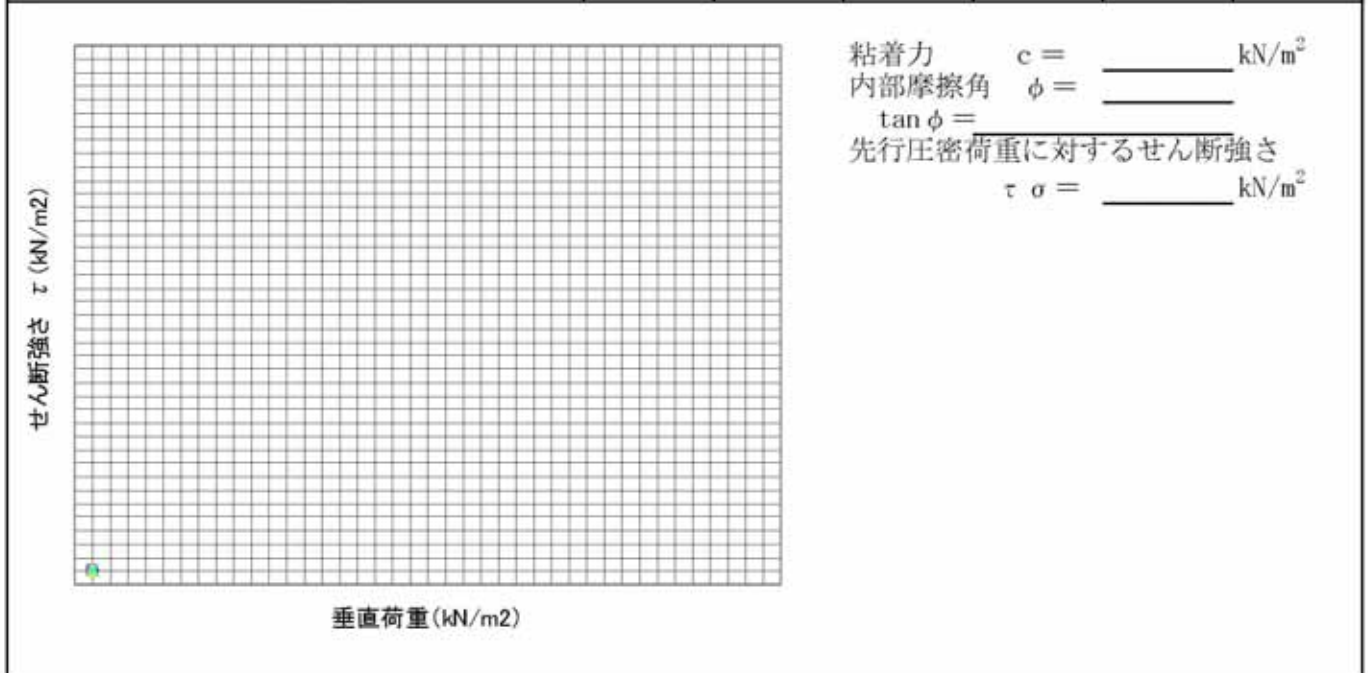 粘着力 c＝ kN/m²
内部摩擦角 φ＝
tanφ＝
先行圧密荷重に対するせん断強さ
τ σ＝ kN/m²
せん断強さ τ (kN/m2)
垂直荷重(kN/m2)